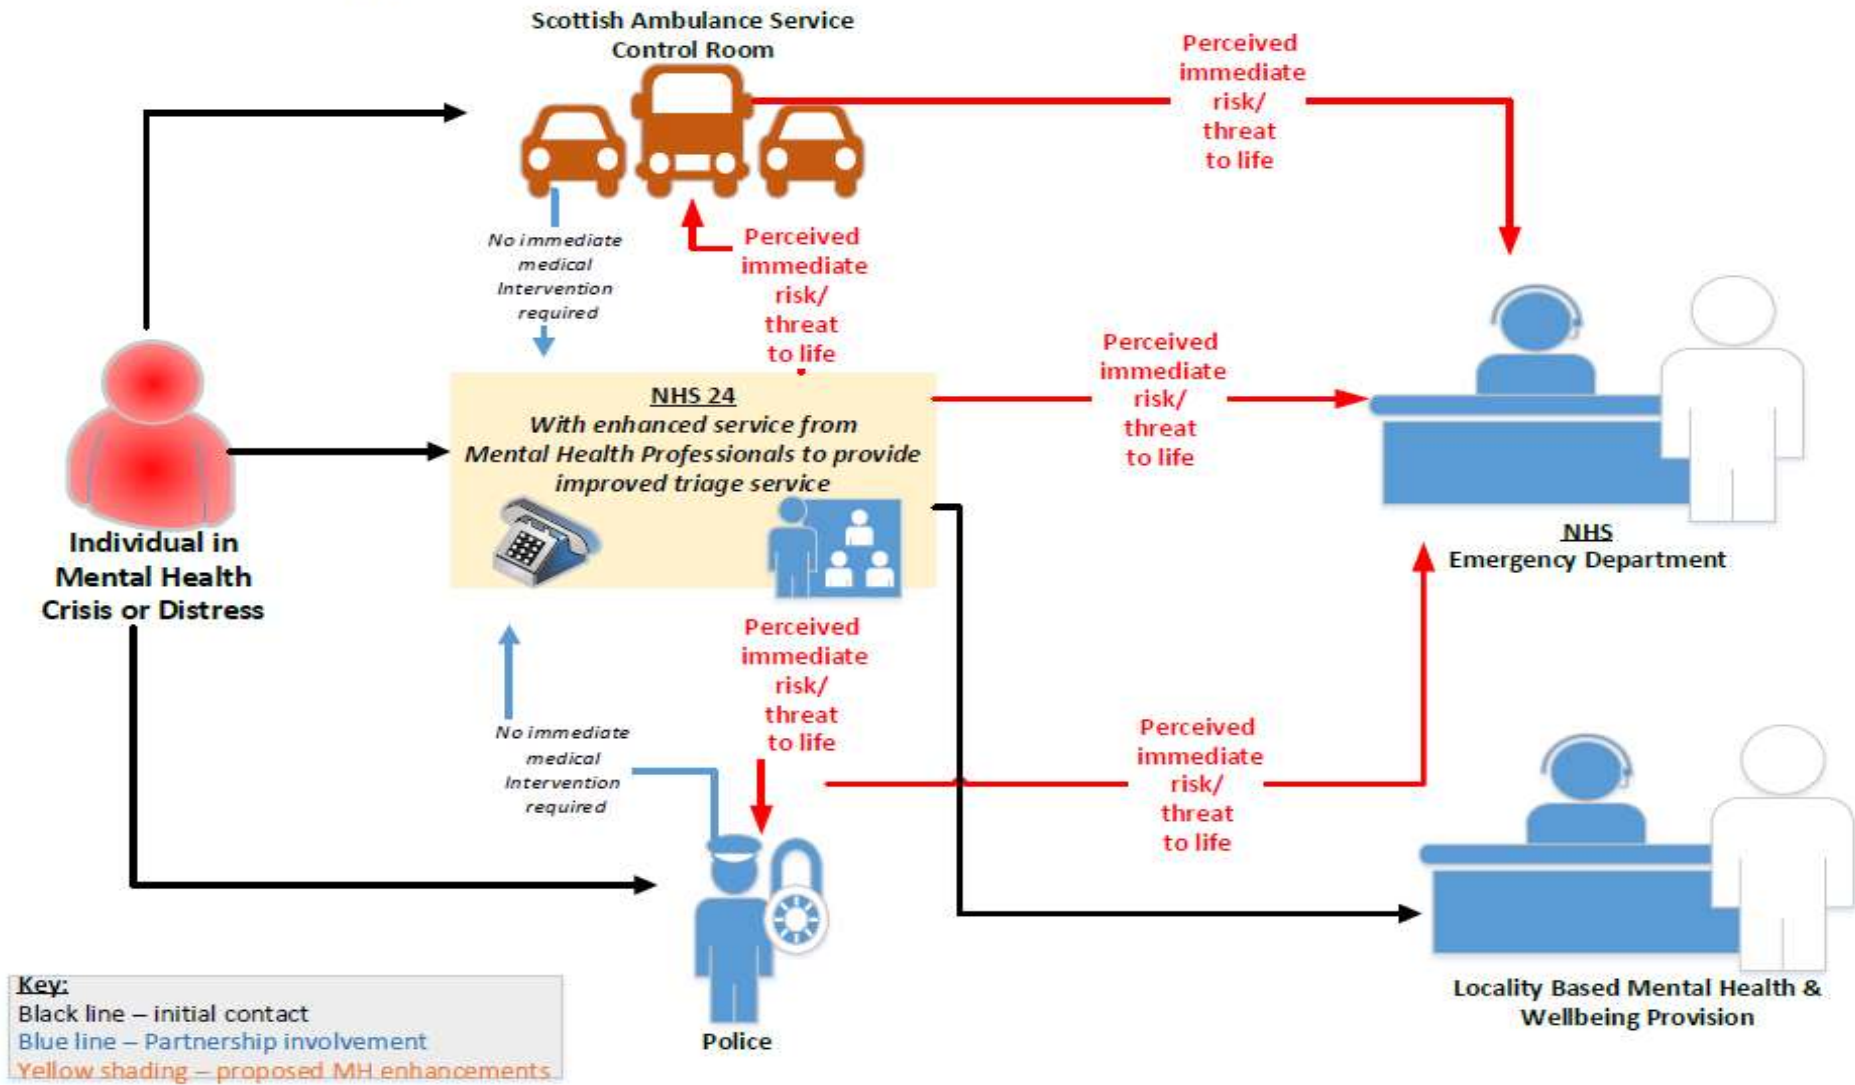 Scottish Ambulance Service
Control Room
Perceived
immediate
risk/
threat
to life
No immediate
medical
Intervention
required
Perceived
immediate
risk/
threat
to life
NHS 24
With enhanced service from
Mental Health Professionals to provide
improved triage service
Perceived
immediate
risk/
threat
to life
Individual in
Mental Health
Crisis or Distress
NHS
Emergency Department
Perceived
immediate
risk/
threat
to life
No immediate
medical
Intervention
required
Perceived
immediate
risk/
threat
to life
Police
Locality Based Mental Health &
Wellbeing Provision
Key:
Black line – initial contact
Blue line – Partnership involvement
Yellow shading – proposed MH enhancements